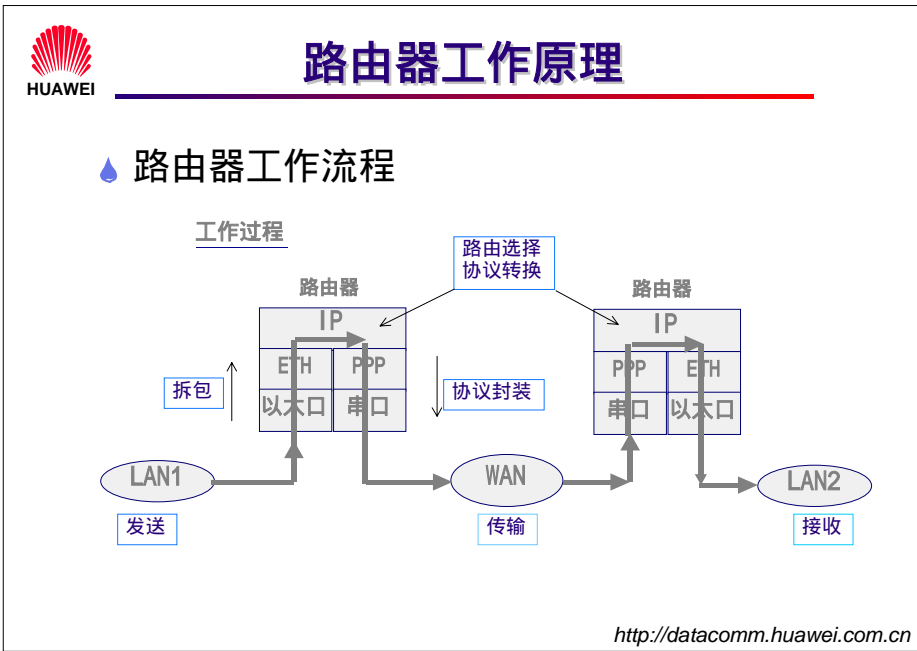 HUAWEI
路由器工作原理
路由器工作流程
工作过程
路由选择
协议转换
路由器
路由器
IP
IP
ETH
PPP
PPP
ETH
拆包
协议封装
以太口
串口
串口
以太口
LAN1
WAN
LAN2
发送
传输
接收
http://datacomm.huawei.com.cn